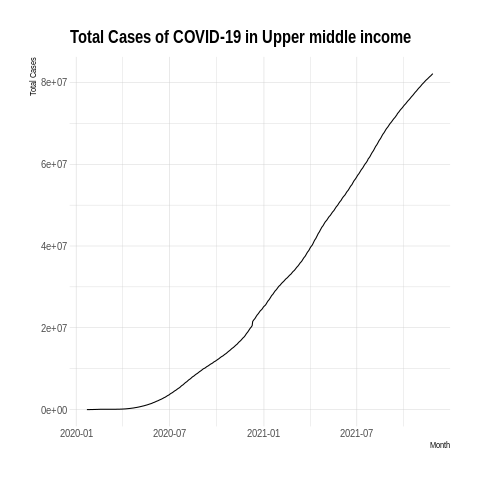 Total Cases of COVID-19 in Upper middle income
Total Cases
8e+07
6e+07
4e+07
2e+07
0e+00
2020-01 2020-07 2021-01 2021-07
Month